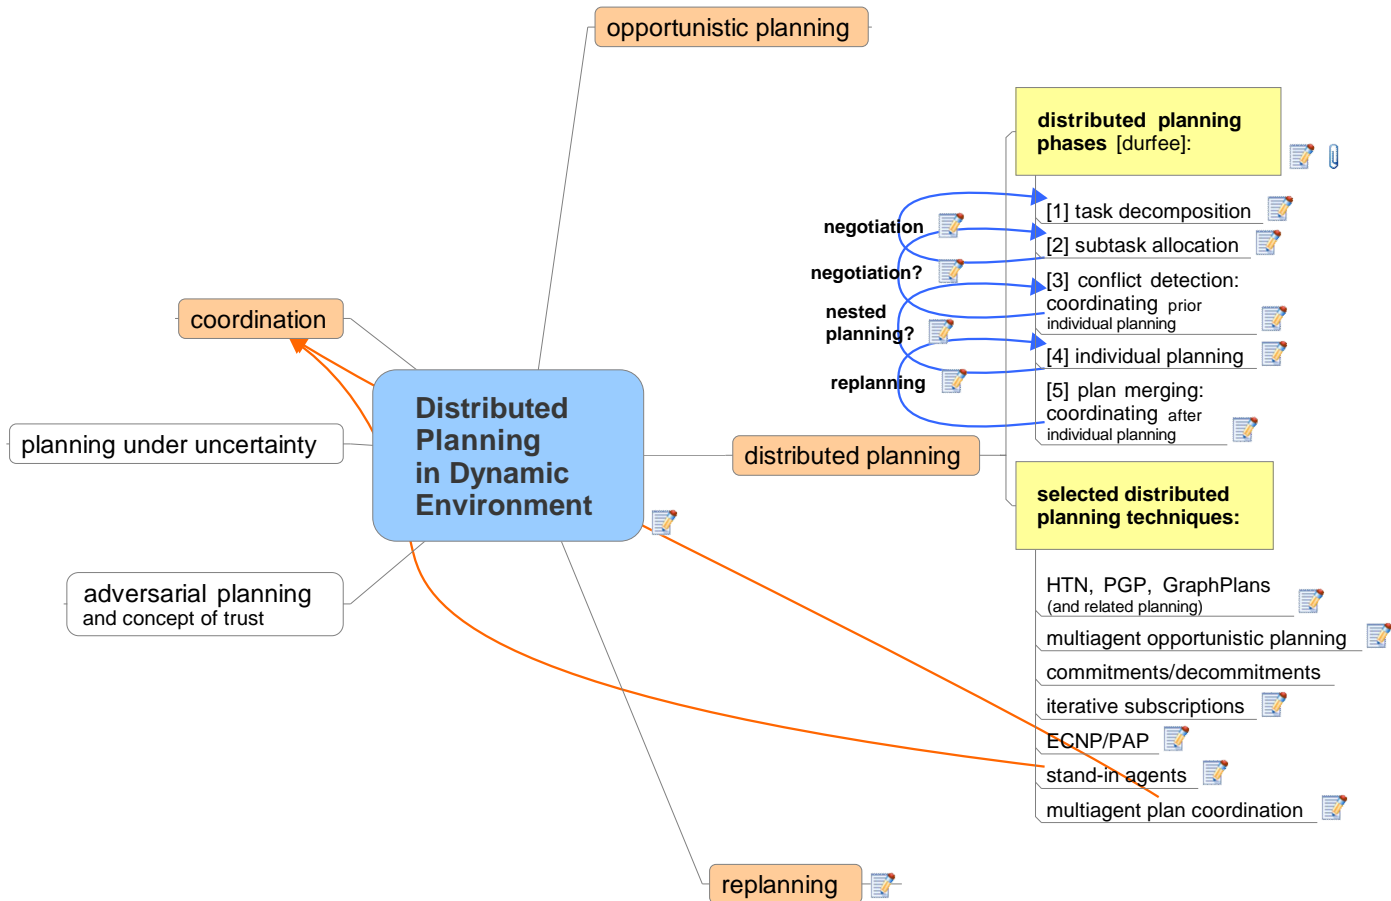 opportunistic planning
distributed planning
phases [durfee]:
[1] task decomposition
negotiation
[2] subtask allocation
negotiation?
[3] conflict detection:
coordinating prior
individual planning
nested
planning?
[4] individual planning
replanning
[5] plan merging:
coordinating after
individual planning
coordination
Distributed
Planning
in Dynamic
Environment
planning under uncertainty
distributed planning
selected distributed
planning techniques:
adversarial planning
and concept of trust
HTN, PGP, GraphPlans
(and related planning)
multiagent opportunistic planning
commitments/decommitments
iterative subscriptions
ECNP/PAP
stand-in agents
multiagent plan coordination
replanning